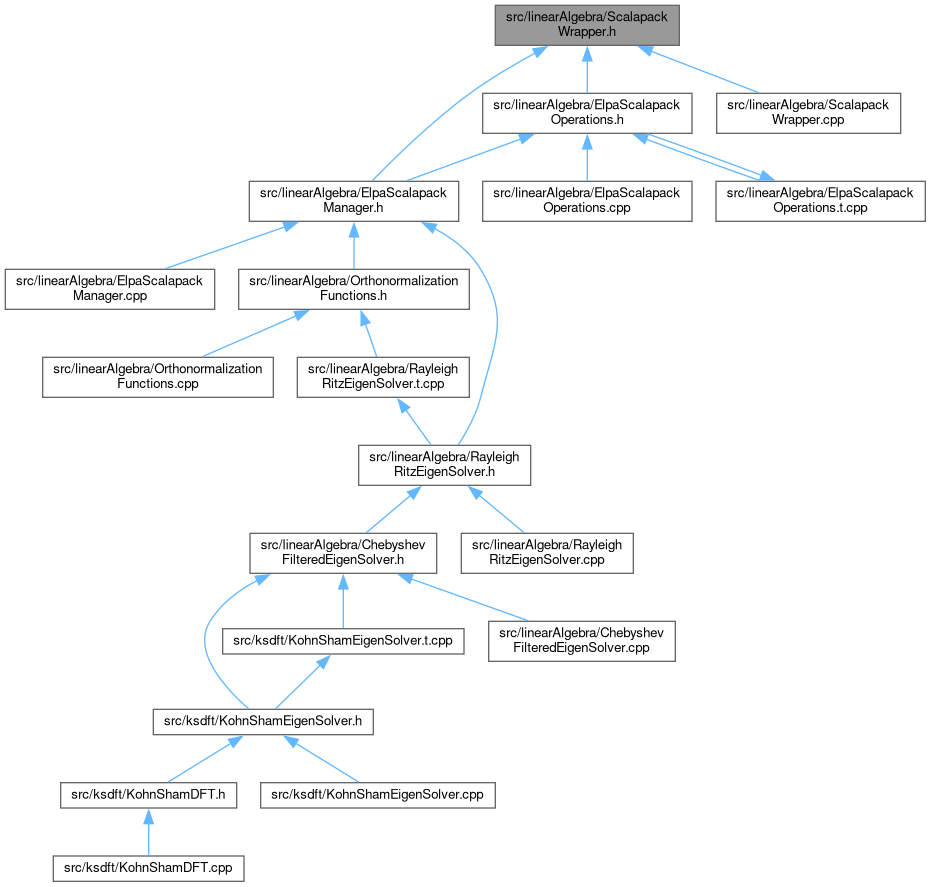 src/linearAlgebra/Scalapack
Wrapper.h
src/linearAlgebra/ElpaScalapack
Operations.h
src/linearAlgebra/Scalapack
Wrapper.cpp
src/linearAlgebra/ElpaScalapack
Manager.h
src/linearAlgebra/ElpaScalapack
Operations.cpp
src/linearAlgebra/ElpaScalapack
Operations.t.cpp
src/linearAlgebra/ElpaScalapack
Manager.cpp
src/linearAlgebra/Orthonormalization
Functions.h
src/linearAlgebra/Orthonormalization
Functions.cpp
src/linearAlgebra/Rayleigh
RitzEigenSolver.t.cpp
src/linearAlgebra/Rayleigh
RitzEigenSolver.h
src/linearAlgebra/Chebyshev
FilteredEigenSolver.h
src/linearAlgebra/Rayleigh
RitzEigenSolver.cpp
src/ksdft/KohnShamEigenSolver.t.cpp
src/linearAlgebra/Chebyshev
FilteredEigenSolver.cpp
src/ksdft/KohnShamEigenSolver.h
src/ksdft/KohnShamDFT.h
src/ksdft/KohnShamEigenSolver.cpp
src/ksdft/KohnShamDFT.cpp